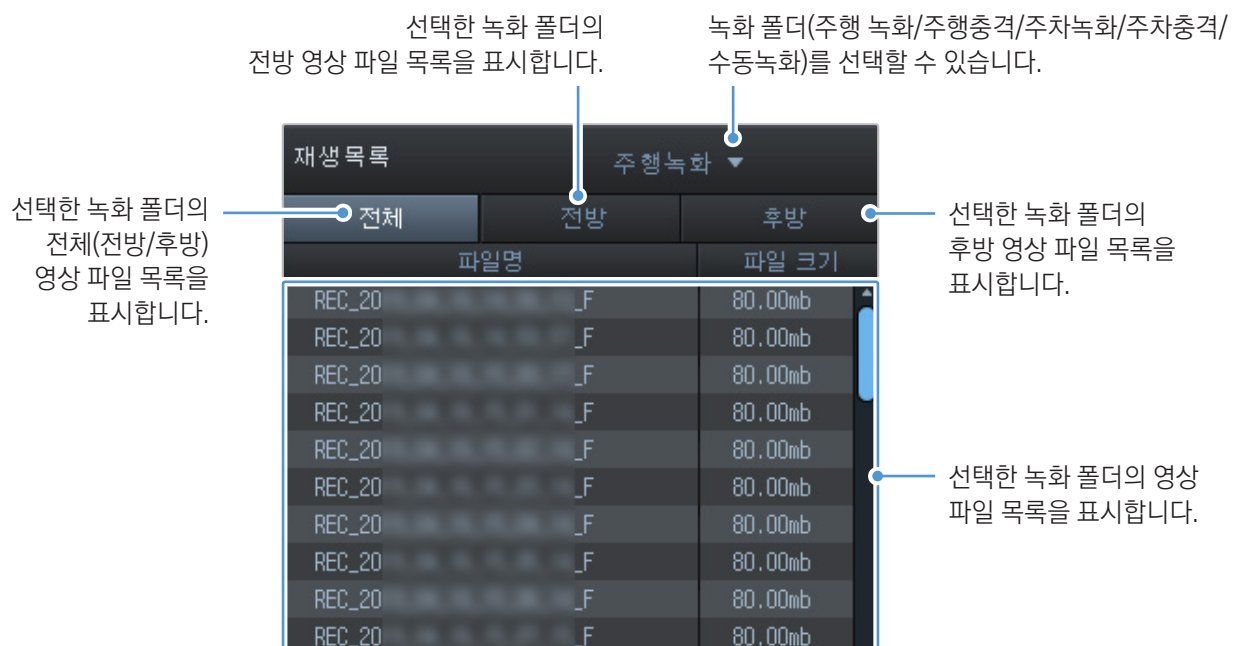 선택한 녹화 폴더의
전방 영상 파일 목록을 표시합니다.
녹화 폴더(주행 녹화/주행충격/주차녹화/주차충격/
수동녹화)를 선택할 수 있습니다.
재생목록
주행녹화 ▼
선택한 녹화 폴더의
전체(전방/후방)
영상 파일 목록을
표시합니다.
전체 전방 후방
선택한 녹화 폴더의
후방 영상 파일 목록을
표시합니다.
파일명 파일 크기
REC_20 _F 80.00mb
REC_20 _F 80.00mb
REC_20 _F 80.00mb
REC_20 _F 80.00mb
REC_20 _F 80.00mb
REC_20 _F 80.00mb
REC_20 _F 80.00mb
REC_20 _F 80.00mb
REC_20 _F 80.00mb
REC_20 _F 80.00mb
선택한 녹화 폴더의 영상
파일 목록을 표시합니다.